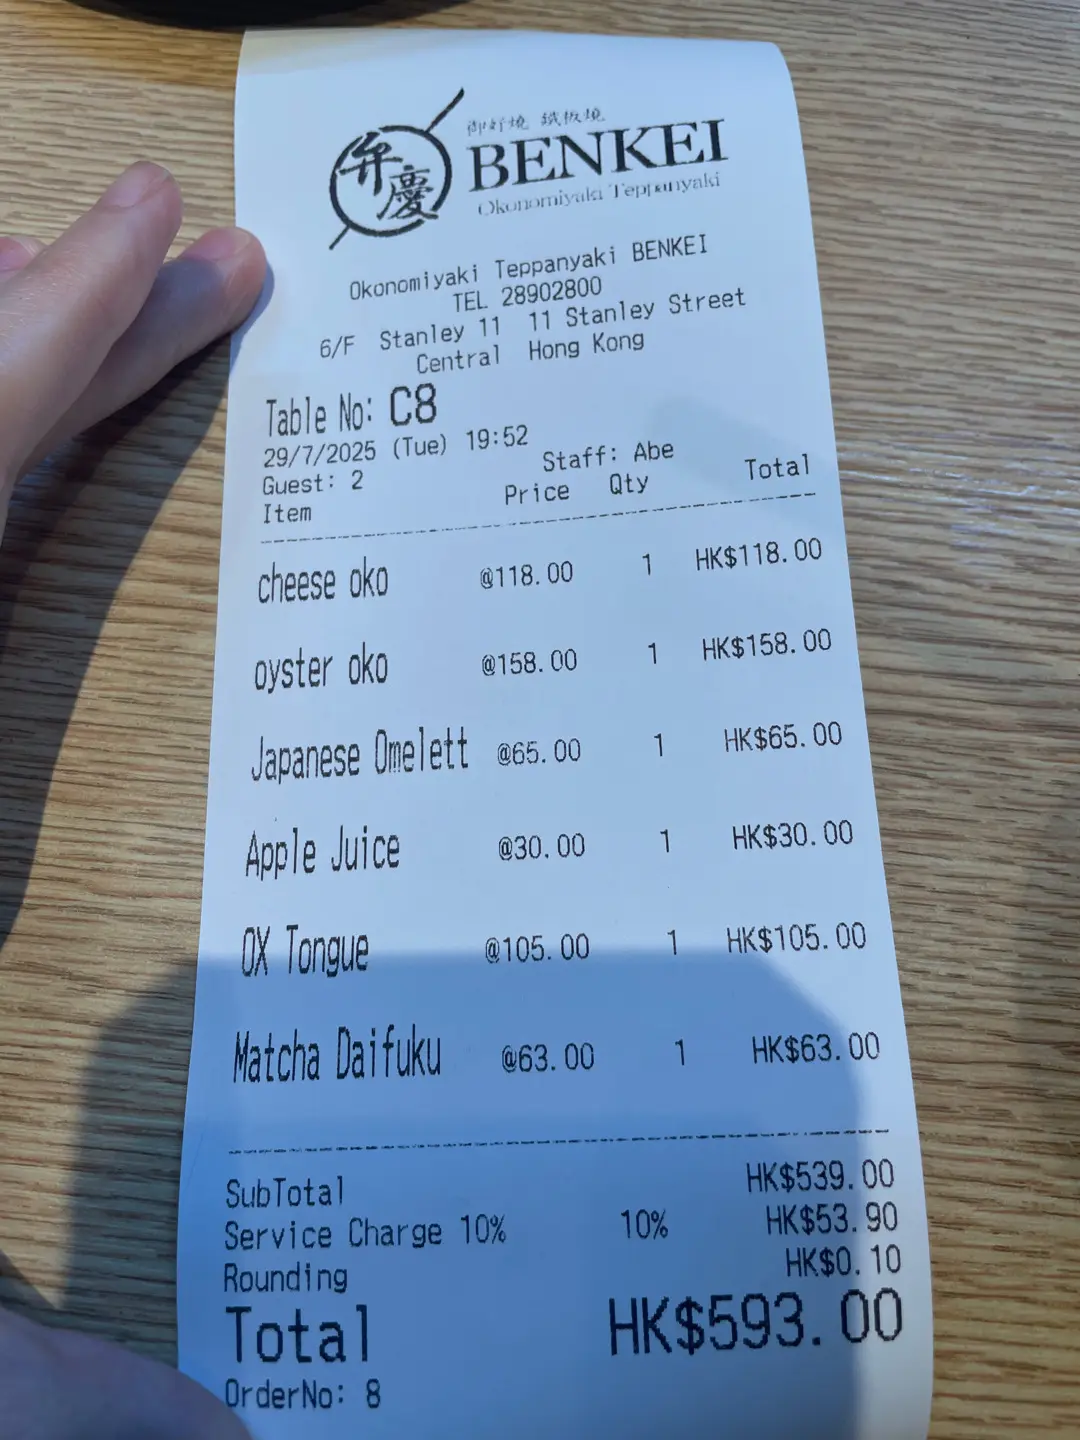 弁慶
御好燒 鐵板燒
BENKEI
Okonomiyaki Teppanyaki
Okonomiyaki Teppanyaki BENKEI
TEL 28902800
6/F Stanley 11 11 Stanley Street
Central Hong Kong
Table No: C8
29/7/2025 (Tue) 19:52
Staff: Abe
Guest: 2
Item Price Qty Total
cheese oko @118.00 1 HK$118.00
oyster oko @158.00 1 HK$158.00
Japanese Omelett @65.00 1 HK$65.00
Apple Juice @30.00 1 HK$30.00
OX Tongue @105.00 1 HK$105.00
Matcha Daifuku @63.00 1 HK$63.00
SubTotal HK$539.00
Service Charge 10% 10% HK$53.90
Rounding HK$0.10
Total HK$593.00
OrderNo: 8